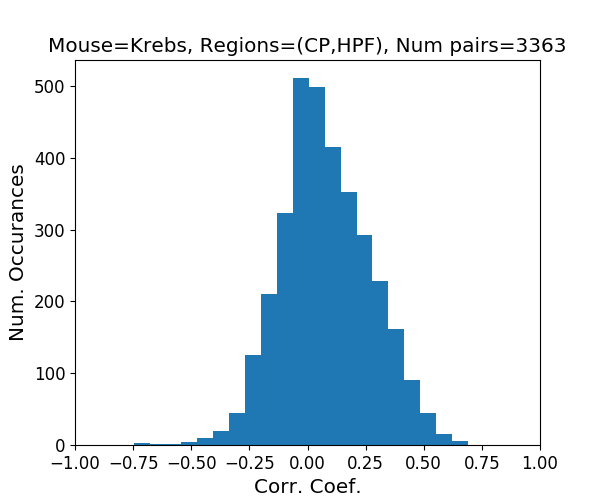 Mouse=Krebs, Regions=(CP,HPF), Num pairs=3363
Num. Occurances
500
400
300
200
100
0
−1.00 −0.75 −0.50 −0.25 0.00 0.25 0.50 0.75 1.00
Corr. Coef.